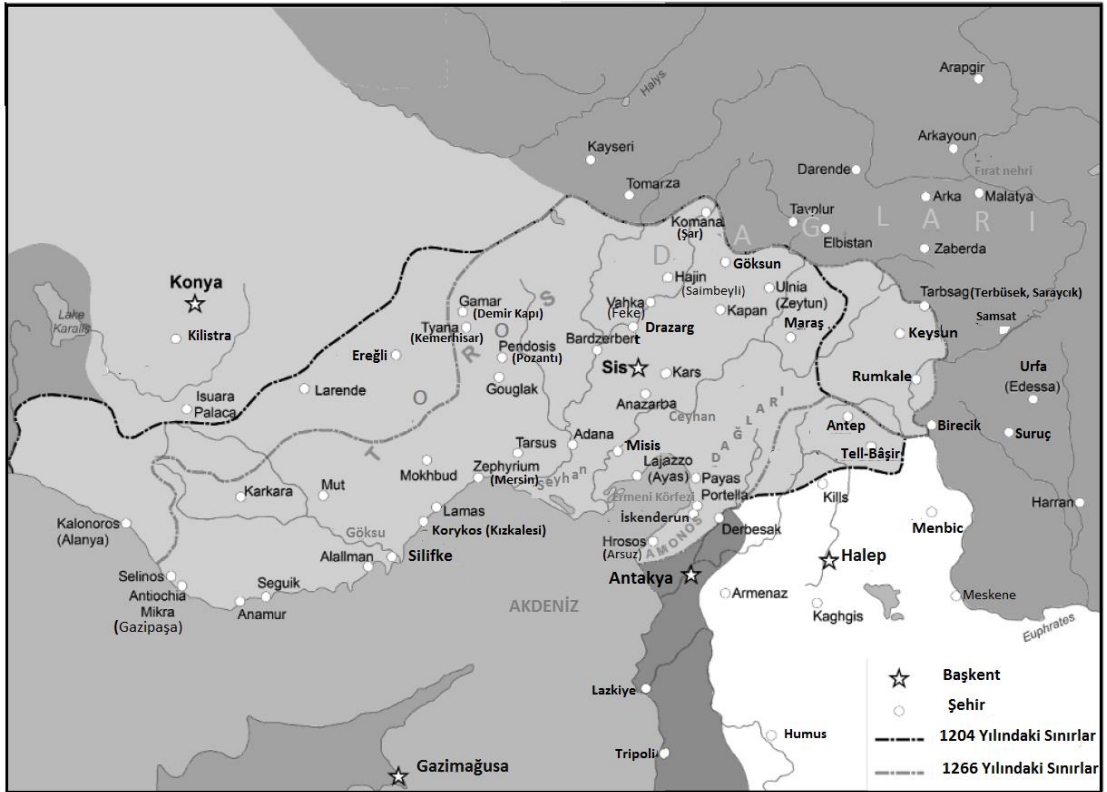 Arapgir
Halys
Kayseri
Arkayoun
Darende
Fırat nehri
Tomarza
Arka
Malatya
Komana
(Şar)
Tavplur
Elbistan
D A Ğ L A R I
Zaberda
Göksun
Konya
Lake
Karalis
Kilistra
Hajin
(Saimbeyli)
Ulnia
(Zeytun)
Tarbsag(Terbüsek, Saraycık)
Gamar
(Demir Kapı)
Vahka
(Feke)
Kapan
Samsat
Tyana
(Kemerhisar)
Drazarg
Maraş
Keysun
T O R O S
Bardzerbert
Pendosis
(Pozantı)
Ereğli
Sis
Kars
Rumkale
Urfa
(Edessa)
Larende
Gouglak
Isuara
Palaca
Anazarba
Ceyhan
Antep
Birecik
Suruç
Tarsus
Adana
Misis
Tell-Bâşir
Mokhbud
Zephyrium
(Mersin)
Seyhan
Lajazzo
(Ayas)
Payas
AMONOS DAĞLARI
Karkara
Mut
Ermeni Körfezi
Portella
Kills
Harran
Lamas
İskenderun
Menbic
Kalonoros
(Alanya)
Göksu
Korykos (Kızkalesi)
Derbesak
Alallman
Silifke
Hrosos
(Arsuz)
Halep
Selinos
Seguik
Antakya
Antiochia
Mikra
(Gazipaşa)
Anamur
AKDENİZ
Armenaz
Kaghgis
Meskene
Euphrates
Lazkiye
Başkent
Şehir
Tripoli
Humus
1204 Yılındaki Sınırlar
Gazimağusa
1266 Yılındaki Sınırlar